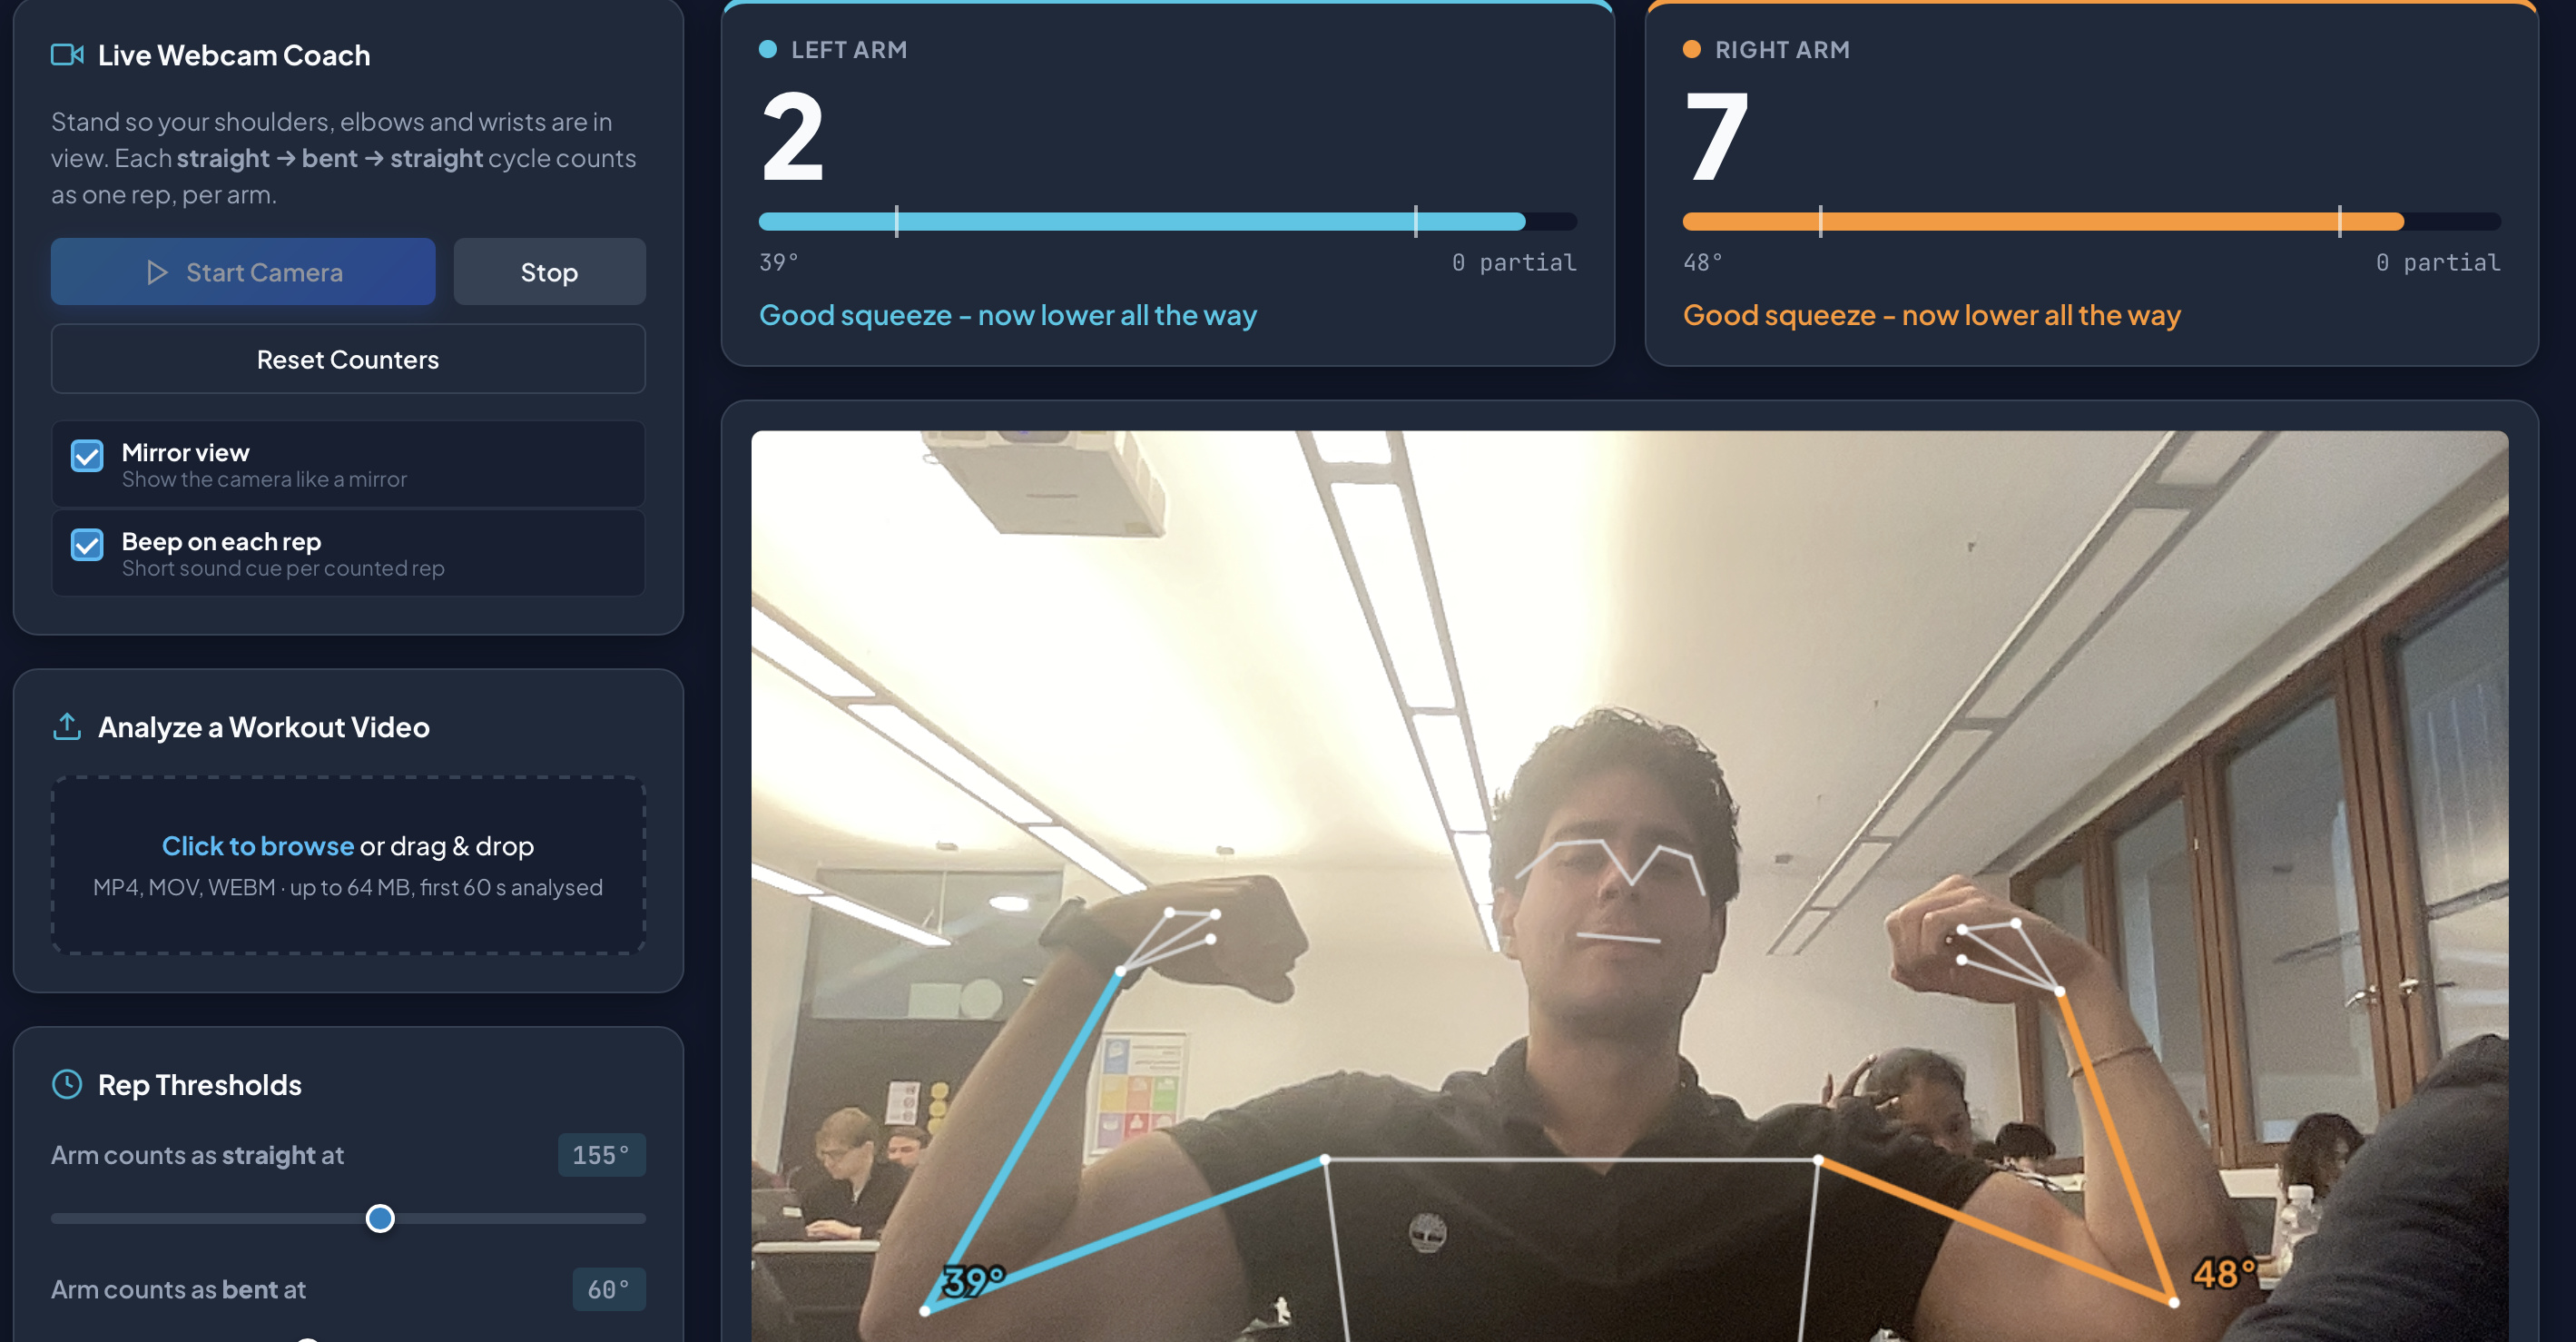 Live Webcam Coach
Stand so your shoulders, elbows and wrists are in
view. Each straight → bent → straight cycle counts
as one rep, per arm.
Start Camera
Stop
Reset Counters
Mirror view
Show the camera like a mirror
Beep on each rep
Short sound cue per counted rep
Analyze a Workout Video
Click to browse or drag & drop
MP4, MOV, WEBM · up to 64 MB, first 60 s analysed
Rep Thresholds
Arm counts as straight at
155°
Arm counts as bent at
60°
LEFT ARM
2
39°
0 partial
Good squeeze – now lower all the way
RIGHT ARM
7
48°
0 partial
Good squeeze – now lower all the way
39°
48°